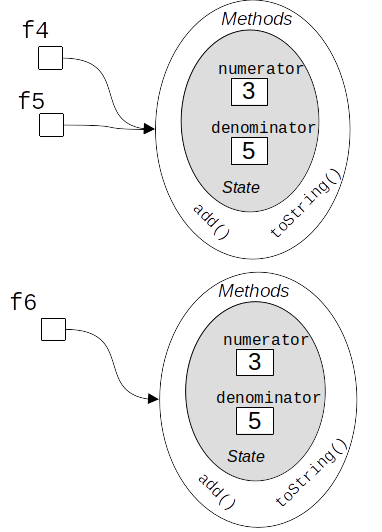 f4
Methods
numerator
3
f5
denominator
5
State
add()
toString()
Methods
f6
numerator
3
denominator
5
State
add()
toString()